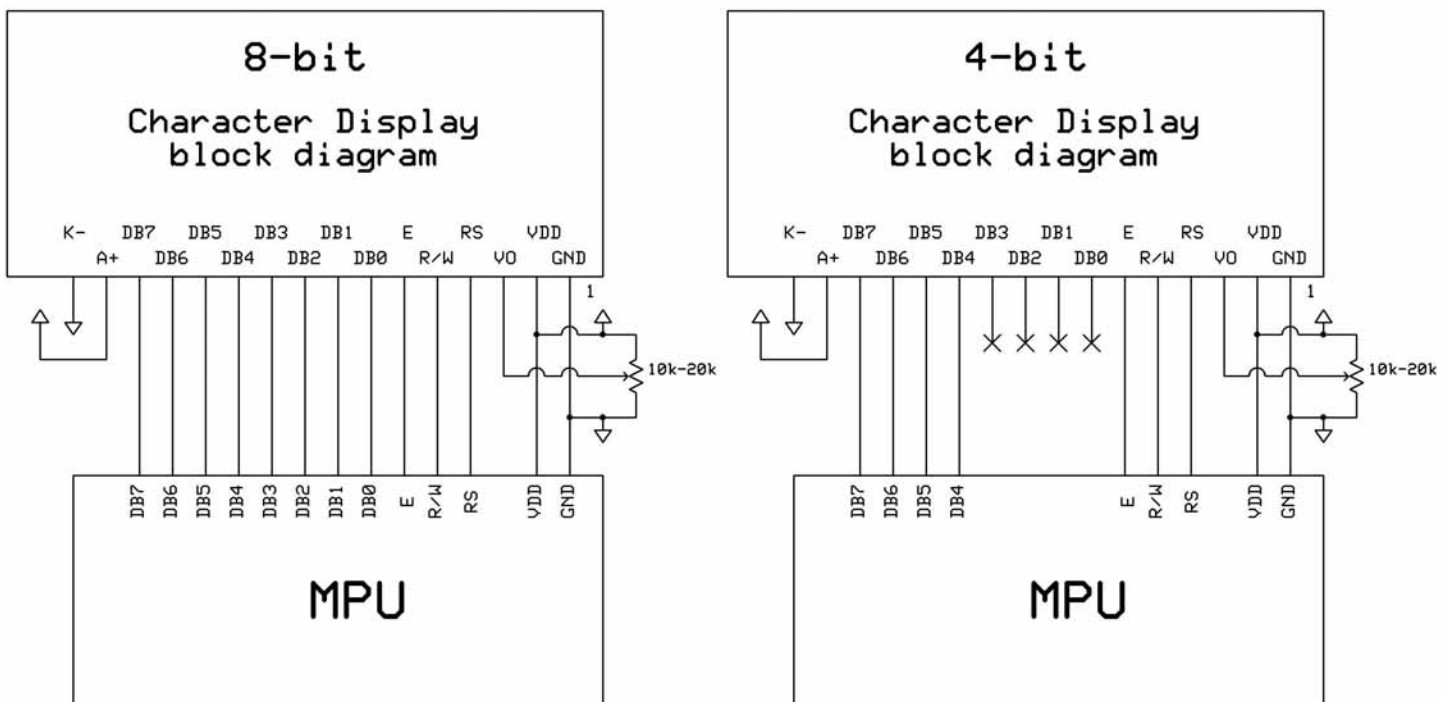 8-bit
Character Display
block diagram
K- DB7 DB5 DB3 DB1 E RS VDD
A+ DB6 DB4 DB2 DB0 R/W VO GND
1
10k-20k
DB7 DB6 DB5 DB4 DB3 DB2 DB1 DB0 E R/W RS VDD GND
MPU
4-bit
Character Display
block diagram
K- DB7 DB5 DB3 DB1 E RS VDD
A+ DB6 DB4 DB2 DB0 R/W VO GND
1
10k-20k
DB7 DB6 DB5 DB4 E R/W RS VDD GND
MPU